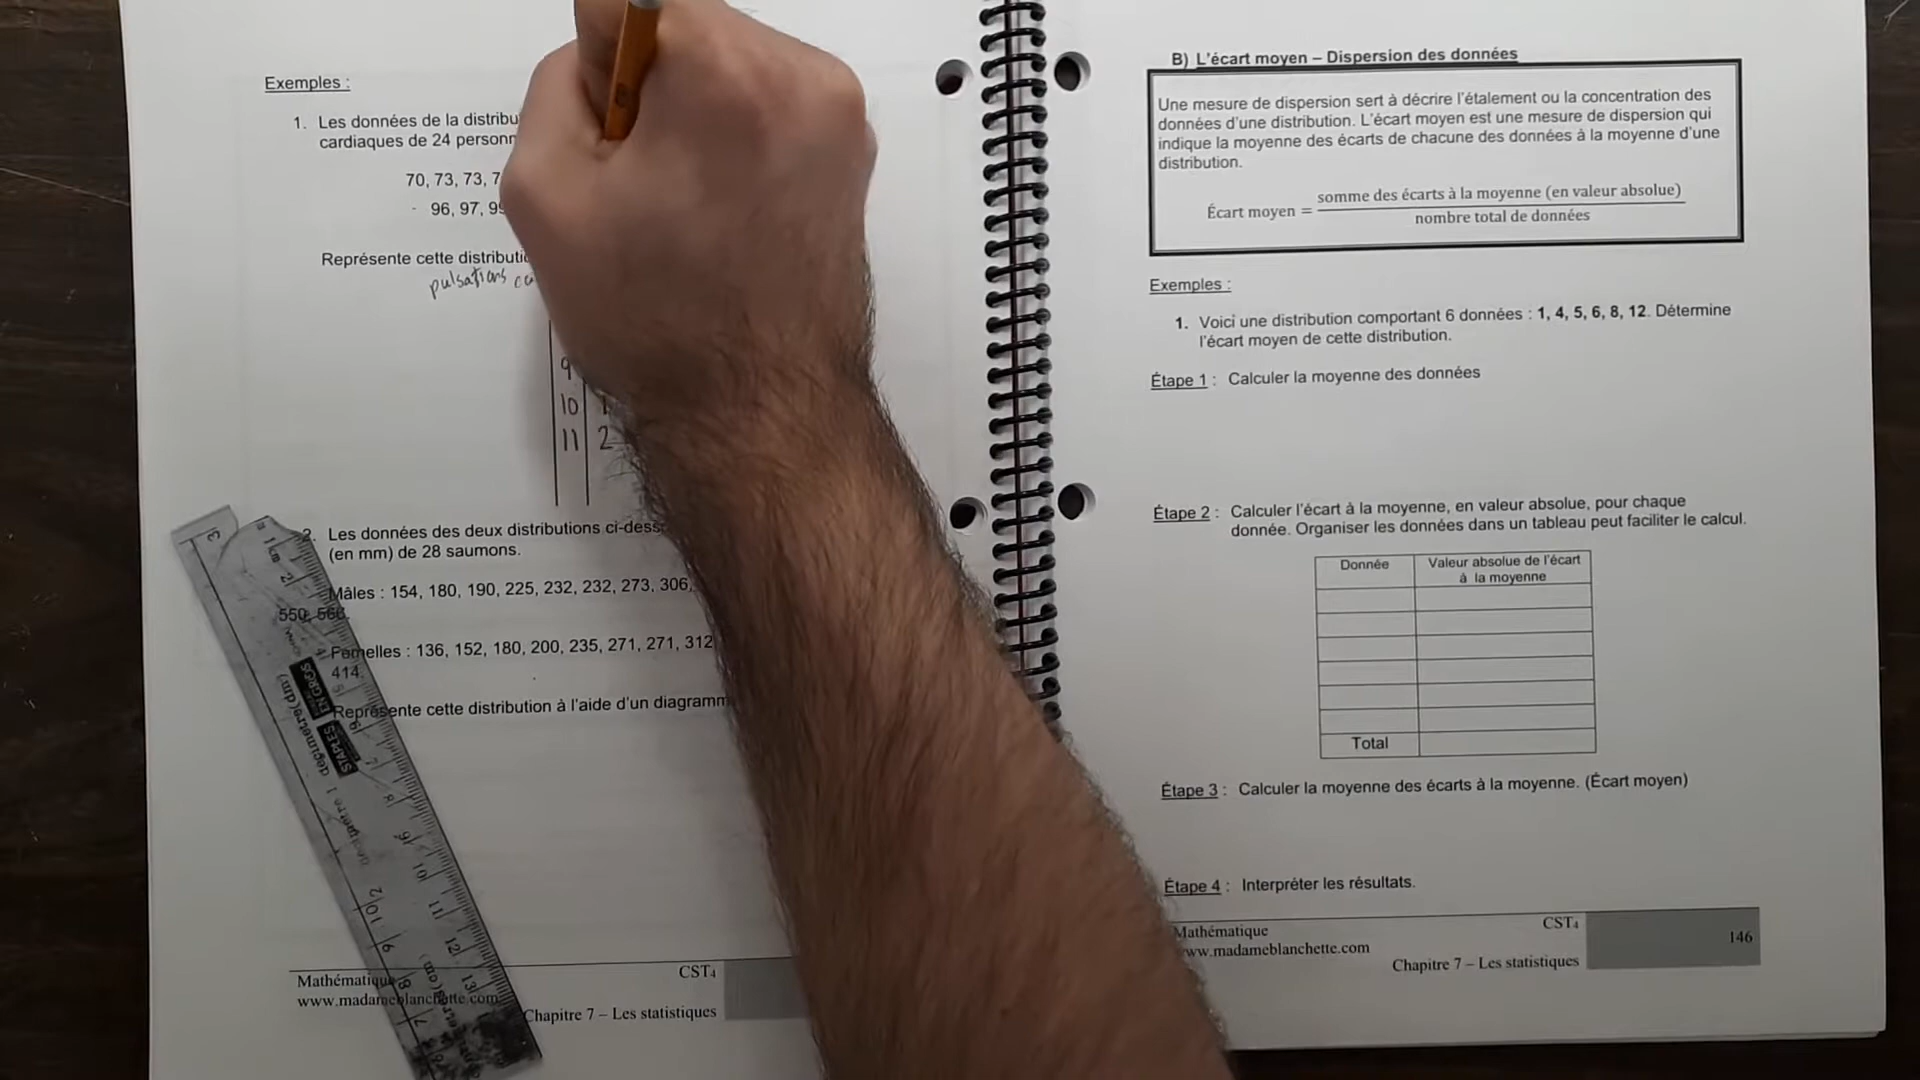 Exemples :
1. Les données de la distribu
cardiaques de 24 personn
70, 73, 73, 7
96, 97, 99
Représente cette distributio
pulsations ca
9
10 1
11 2
2. Les données des deux distributions ci-dess
(en mm) de 28 saumons.
Mâles : 154, 180, 190, 225, 232, 232, 273, 306,
550, 566.
Femelles : 136, 152, 180, 200, 235, 271, 271, 312
414.
Représente cette distribution à l'aide d'un diagramm
Mathématique
www.madameblanchette.com
CST4
Chapitre 7 – Les statistiques
STAPLES
B) L'écart moyen – Dispersion des données
Une mesure de dispersion sert à décrire l'étalement ou la concentration des
données d'une distribution. L'écart moyen est une mesure de dispersion qui
indique la moyenne des écarts de chacune des données à la moyenne d'une
distribution.
Écart moyen = somme des écarts à la moyenne (en valeur absolue)
nombre total de données
Exemples :
1. Voici une distribution comportant 6 données : 1, 4, 5, 6, 8, 12. Détermine
l'écart moyen de cette distribution.
Étape 1 : Calculer la moyenne des données
Étape 2 : Calculer l'écart à la moyenne, en valeur absolue, pour chaque
donnée. Organiser les données dans un tableau peut faciliter le calcul.
Donnée Valeur absolue de l'écart
à la moyenne
Total
Étape 3 : Calculer la moyenne des écarts à la moyenne. (Écart moyen)
Étape 4 : Interpréter les résultats.
Mathématique
www.madameblanchette.com
CST4
Chapitre 7 – Les statistiques
146